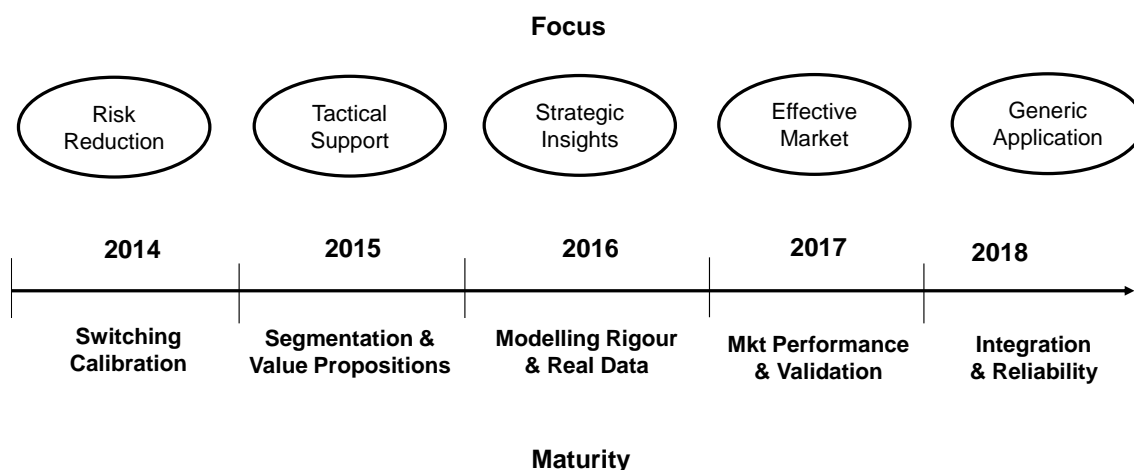 Focus
Risk
Reduction
Tactical
Support
Strategic
Insights
Effective
Market
Generic
Application
2014
2015
2016
2017
2018
Switching
Calibration
Segmentation &
Value Propositions
Modelling Rigour
& Real Data
Mkt Performance
& Validation
Integration
& Reliability
Maturity